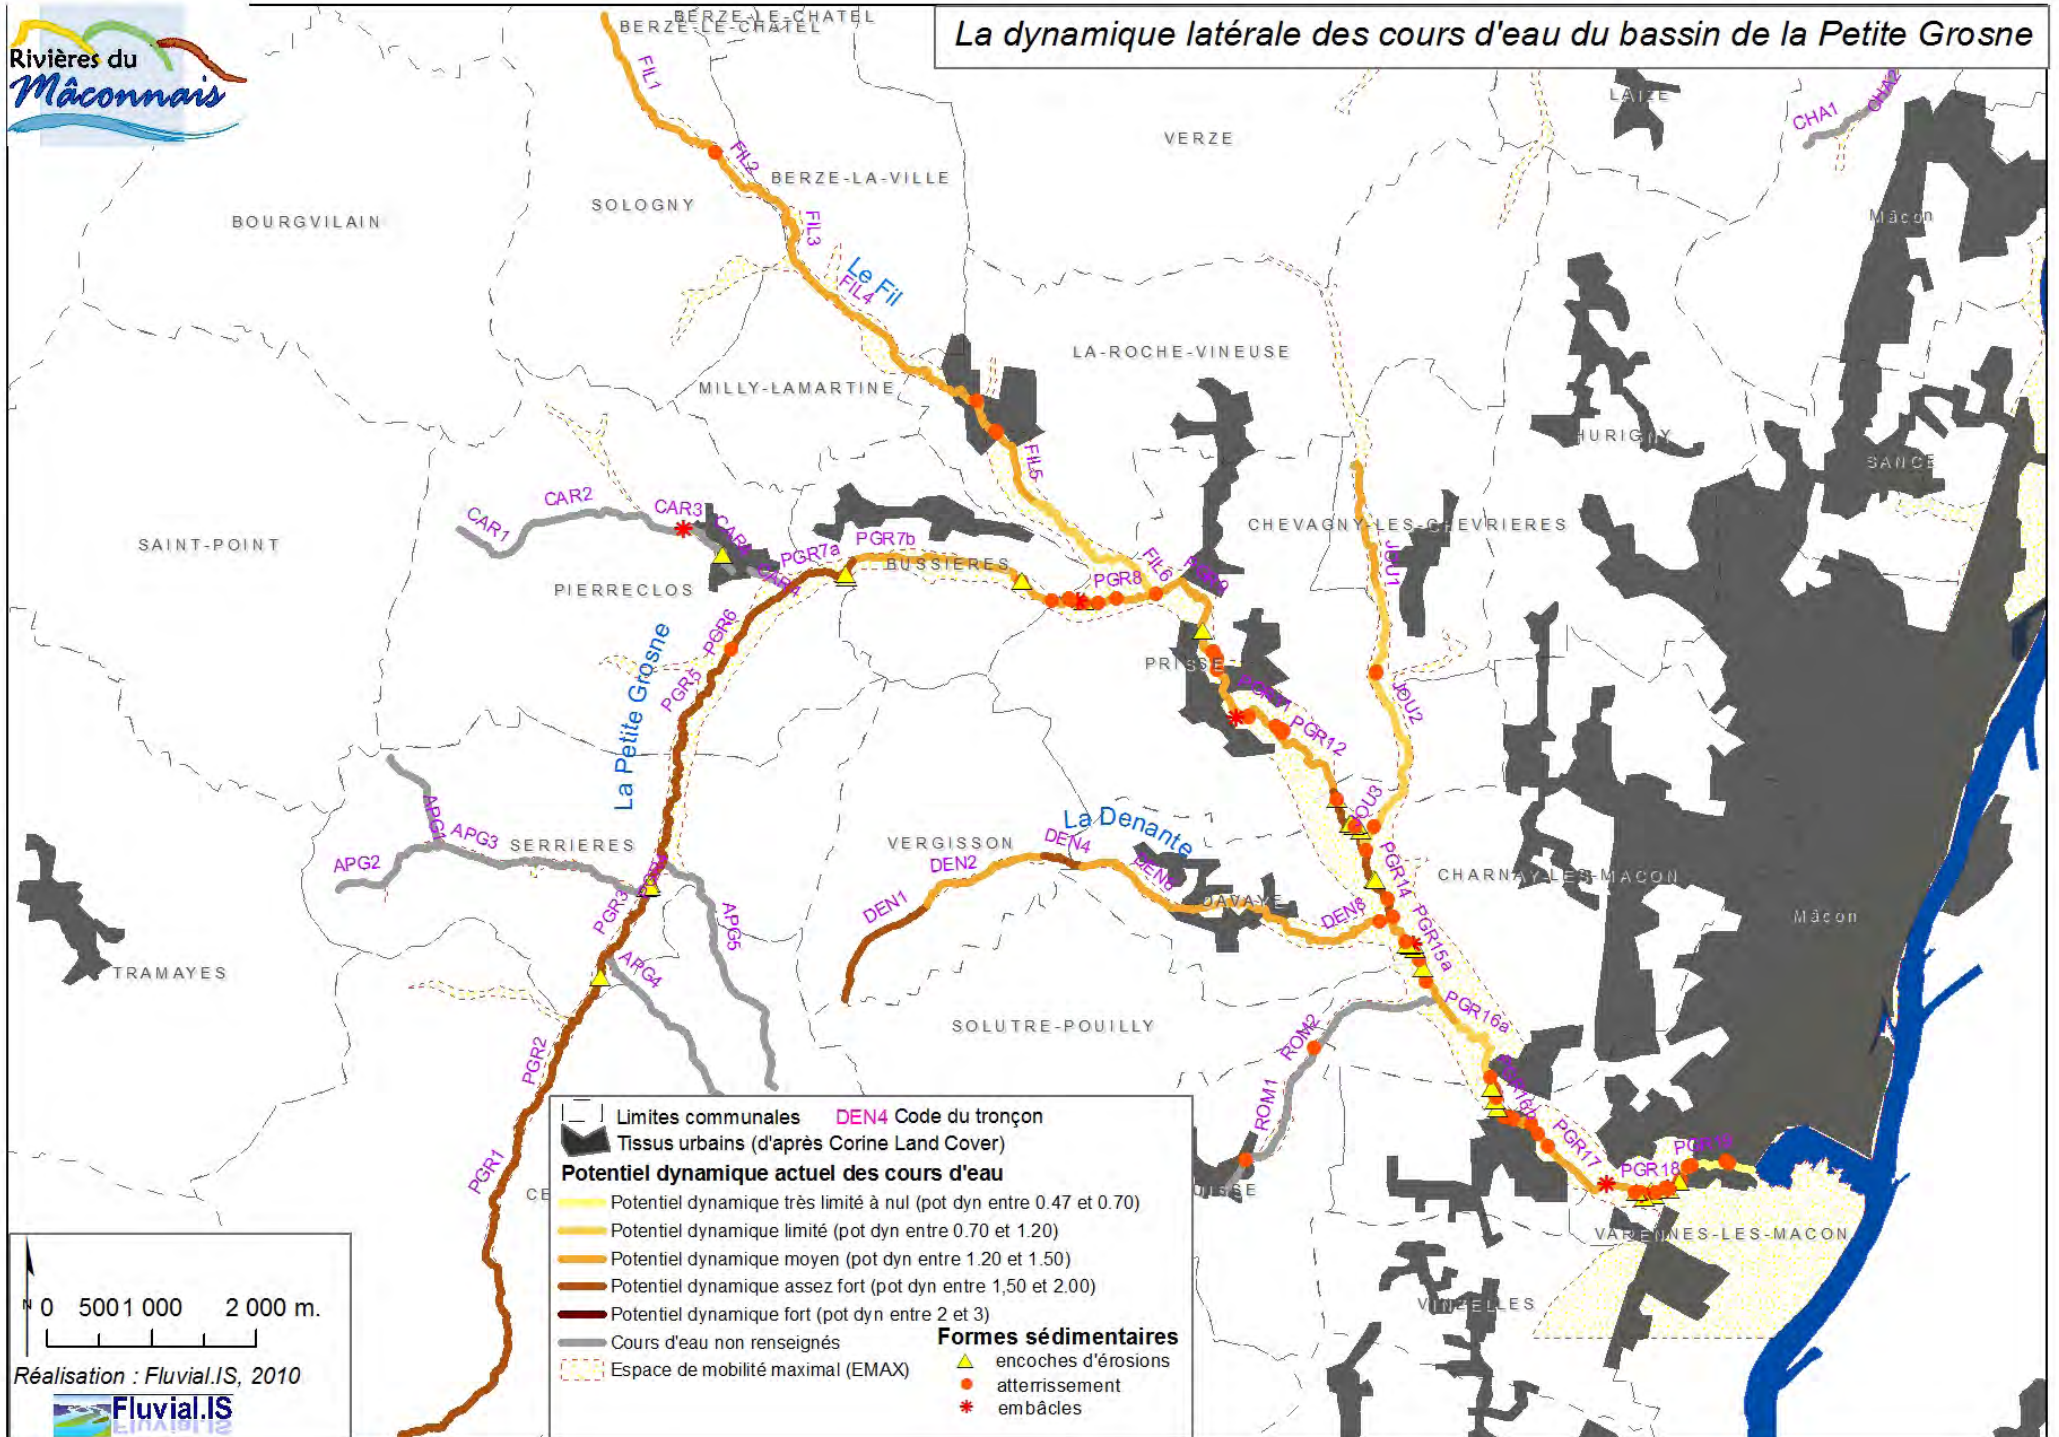 La dynamique latérale des cours d'eau du bassin de la Petite Grosne
Rivières du
Mâconnais
BERZE-LE-CHATEL
BERZE-LE-CHATEL
FIL1
LAIZE
CHA1
CHA2
VERZE
FIL2
BERZE-LA-VILLE
SOLOGNY
BOURGVILAIN
FIL3
Mâcon
Le Fil
FIL4
LA-ROCHE-VINEUSE
MILLY-LAMARTINE
HURIGNY
SANCE
FIL5
CAR1
CAR2
CAR3
CHEVAGNY-LES-CHEVRIERES
SAINT-POINT
PGR7a
PGR7b
BUSSIERES
JOU1
FIL6
PGR8
CAR4
PIERRECLOS
PGR6
PRISSE
PGR5
La Petite Grosne
JOU2
PGR12
JOU3
La Denante
APG1
APG2
APG3
SERRIERES
VERGISSON
DEN2
DEN4
DEN6
PGR14
CHARNAY-LES-MACON
DEN1
DAVAYE
DEN8
PGR3
APG5
PGR15a
Mâcon
TRAMAYES
APG4
SOLUTRE-POUILLY
PGR16a
ROM2
PGR2
ROM1
PGR16b
PGR17
PGR18
PGR19
PGR1
VARENNES-LES-MACON
VINZELLES
Limites communales
DEN4 Code du tronçon
Tissus urbains (d'après Corine Land Cover)
Potentiel dynamique actuel des cours d'eau
Potentiel dynamique très limité à nul (pot dyn entre 0.47 et 0.70)
Potentiel dynamique limité (pot dyn entre 0.70 et 1.20)
Potentiel dynamique moyen (pot dyn entre 1.20 et 1.50)
Potentiel dynamique assez fort (pot dyn entre 1,50 et 2.00)
Potentiel dynamique fort (pot dyn entre 2 et 3)
Cours d'eau non renseignés
Espace de mobilité maximal (EMAX)
Formes sédimentaires
encoches d'érosions
atterrissement
embâcles
N
0 500 1 000 2 000 m.
Réalisation : Fluvial.IS, 2010
Fluvial.IS